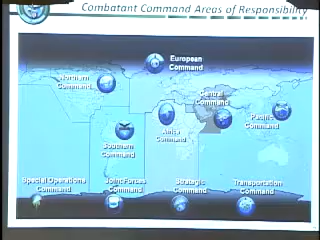 Combatant Command Areas of Responsibility
European
Command
Northern
Command
Central
Command
Pacific
Command
Africa
Command
Southern
Command
Special Operations
Command
Joint Forces
Command
Strategic
Command
Transportation
Command